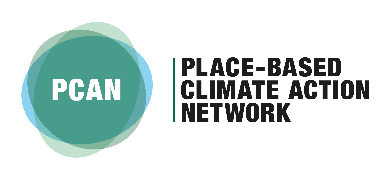 PCAN
PLACE-BASED
CLIMATE ACTION
NETWORK